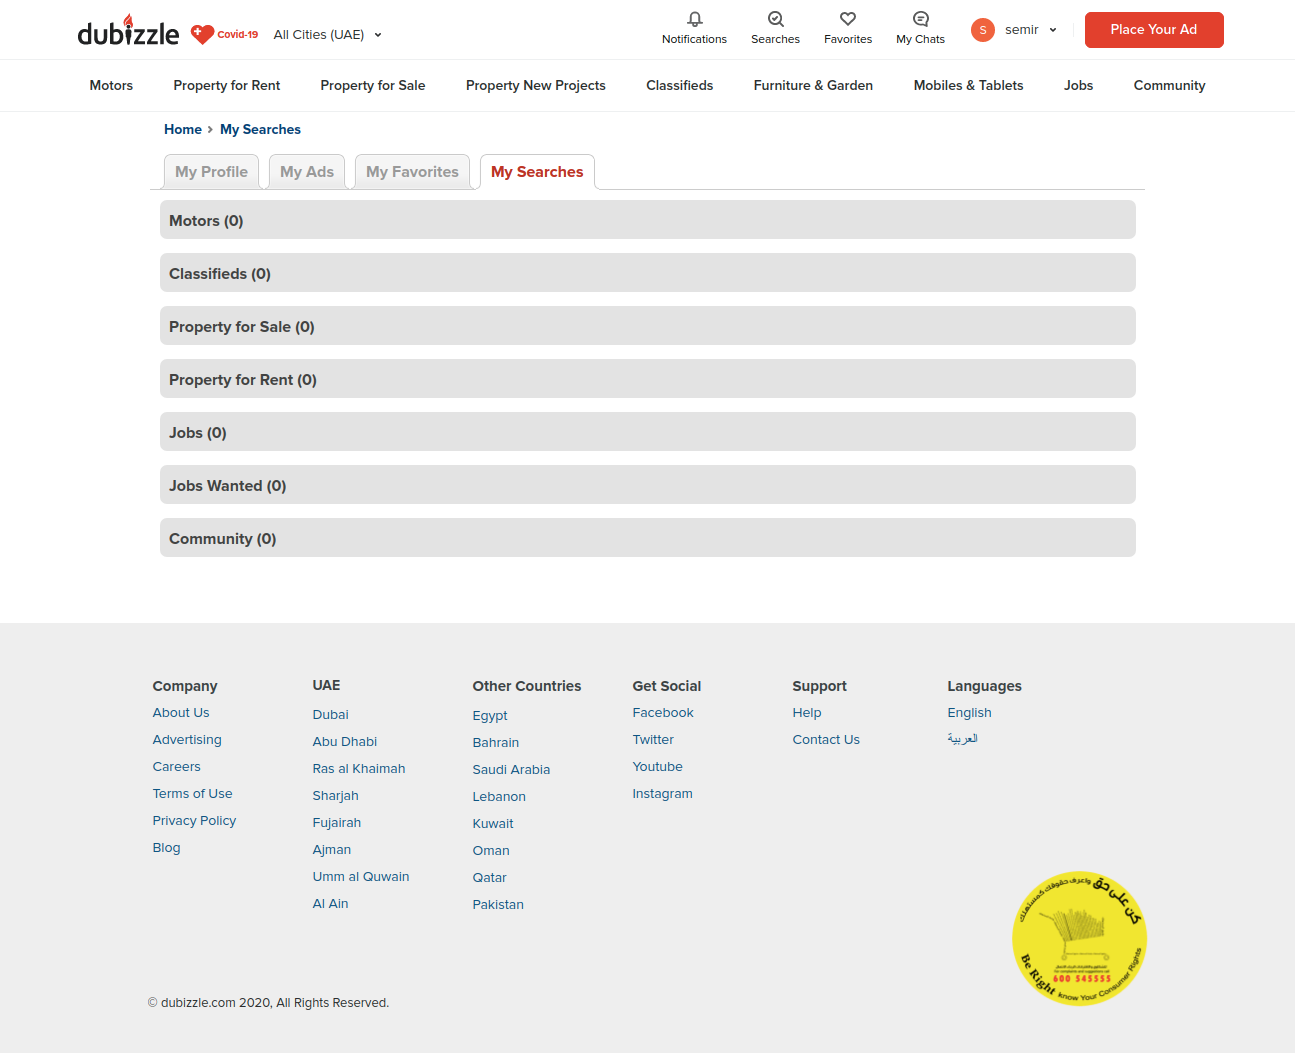 dubizzle
Covid-19
All Cities (UAE)
Notifications
Searches
Favorites
My Chats
S
semir
Place Your Ad
Motors
Property for Rent
Property for Sale
Property New Projects
Classifieds
Furniture & Garden
Mobiles & Tablets
Jobs
Community
Home › My Searches
My Profile
My Ads
My Favorites
My Searches
Motors (0)
Classifieds (0)
Property for Sale (0)
Property for Rent (0)
Jobs (0)
Jobs Wanted (0)
Community (0)
Company
About Us
Advertising
Careers
Terms of Use
Privacy Policy
Blog
UAE
Dubai
Abu Dhabi
Ras al Khaimah
Sharjah
Fujairah
Ajman
Umm al Quwain
Al Ain
Other Countries
Egypt
Bahrain
Saudi Arabia
Lebanon
Kuwait
Oman
Qatar
Pakistan
Get Social
Facebook
Twitter
Youtube
Instagram
Support
Help
Contact Us
Languages
English
العربية
كن على حق واعرف حقوقك كمستهلك
600 545555
Be Right know Your Consumer Rights
© dubizzle.com 2020, All Rights Reserved.